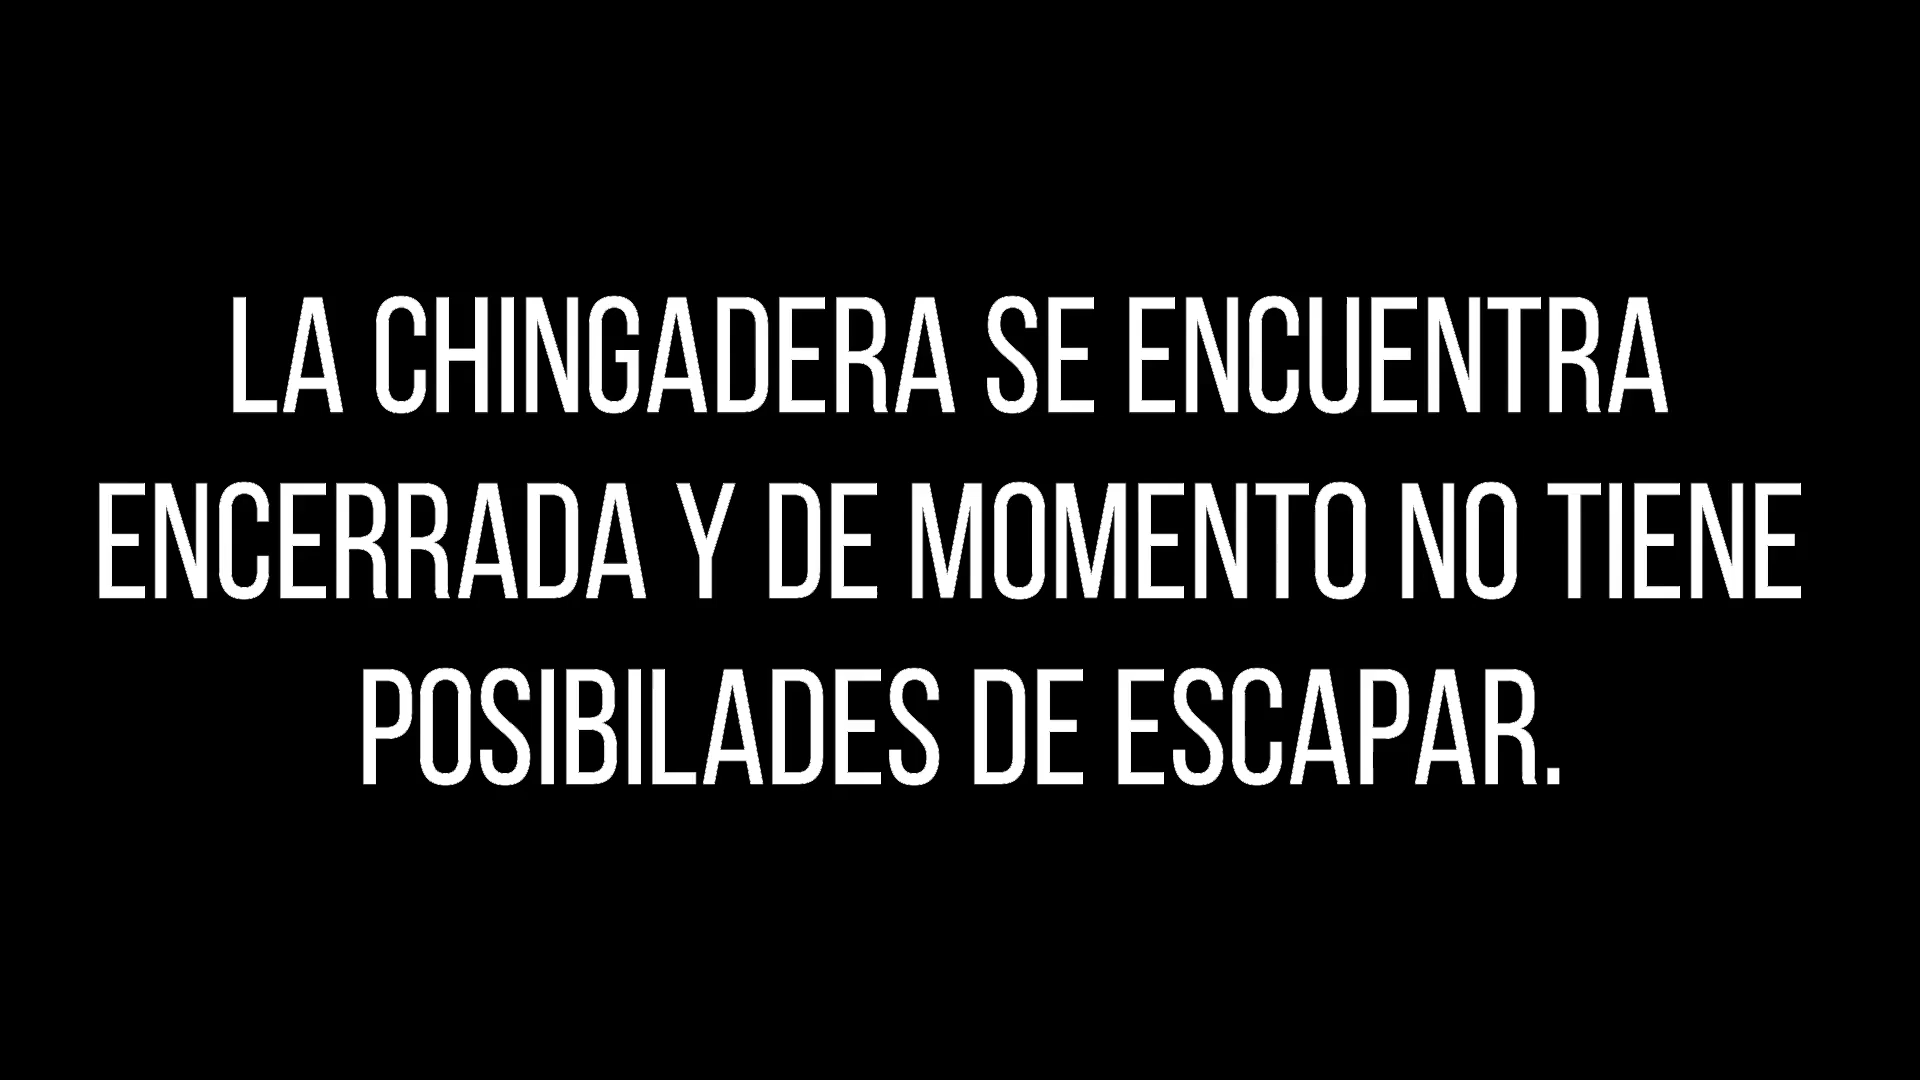 LA CHINGADERA SE ENCUENTRA
ENCERRADA Y DE MOMENTO NO TIENE
POSIBILADES DE ESCAPAR.